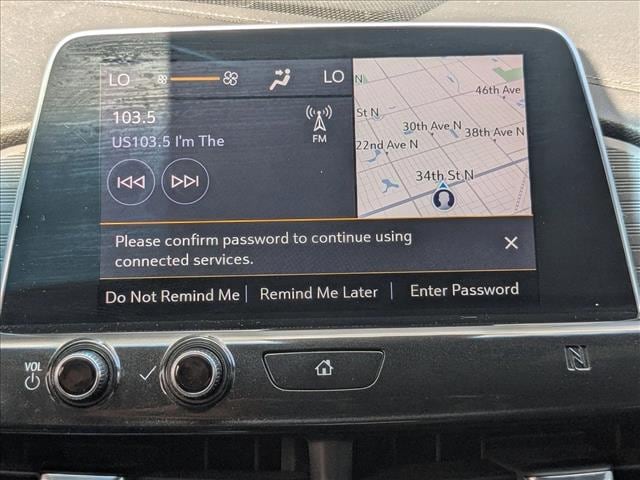 LO LO
103.5
US103.5 I'm The
FM
N
46th Ave N
St N
30th Ave N
38th Ave N
22nd Ave N
34th St N
Please confirm password to continue using
connected services.
Do Not Remind Me Remind Me Later Enter Password
VOL
N